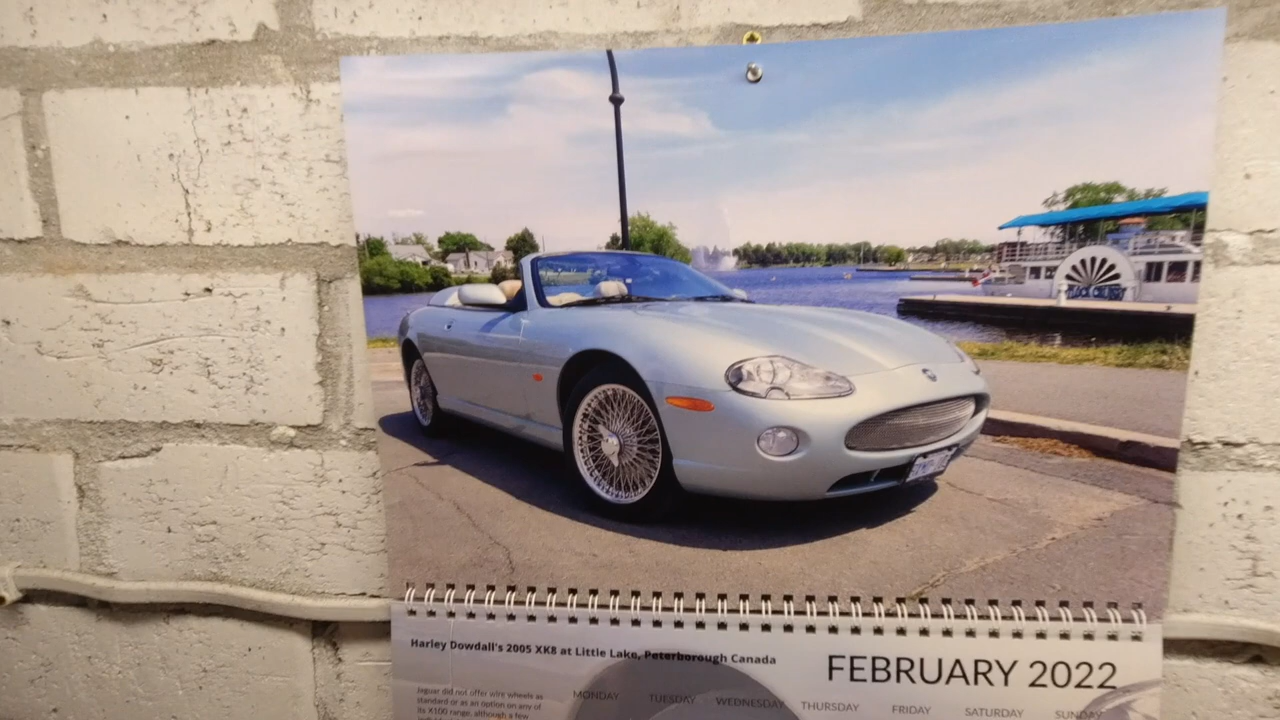 Harley Dowdall's 2005 XK8 at Little Lake, Peterborough Canada
FEBRUARY 2022
Jaguar did not offer wire wheels as
standard or as an option on any of
its X100 range, although a few
MONDAY TUESDAY WEDNESDAY THURSDAY FRIDAY SATURDAY SUNDAY